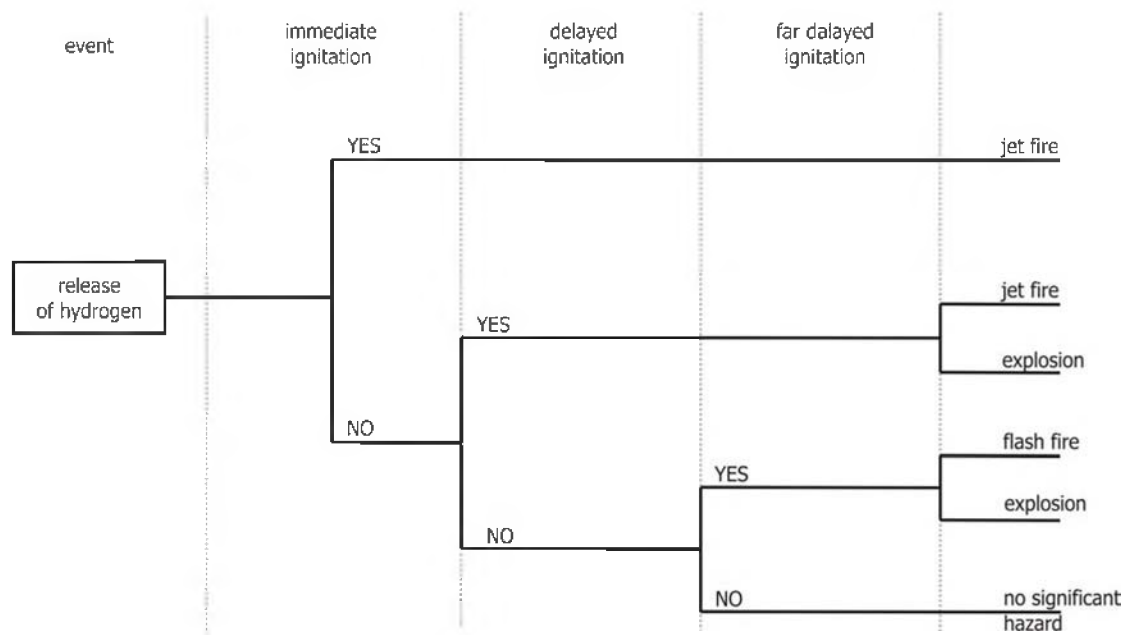 event
immediate
ignitation
delayed
ignitation
far dalayed
ignitation
YES
jet fire
release
of hydrogen
jet fire
YES
explosion
NO
flash fire
YES
explosion
NO
NO
no significant
hazard